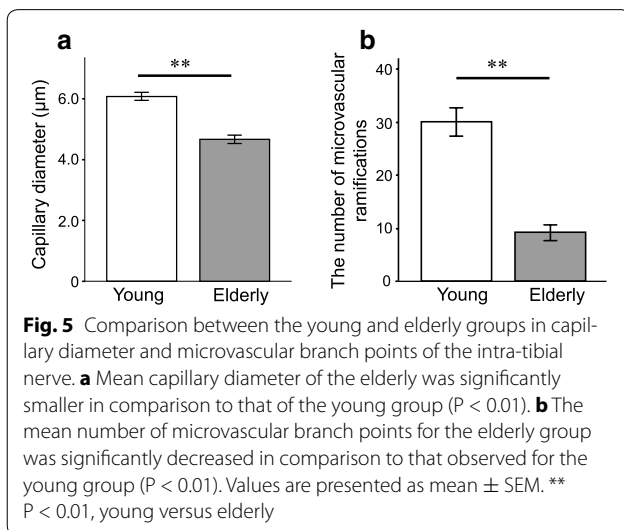 a
**
Capillary diameter (μm)
6.0
4.0
2.0
0
Young Elderly
b
**
The number of microvascular
ramifications
40
30
20
10
0
Young Elderly
Fig. 5 Comparison between the young and elderly groups in capil-
lary diameter and microvascular branch points of the intra-tibial
nerve. a Mean capillary diameter of the elderly was significantly
smaller in comparison to that of the young group (P < 0.01). b The
mean number of microvascular branch points for the elderly group
was significantly decreased in comparison to that observed for the
young group (P < 0.01). Values are presented as mean ± SEM. **
P < 0.01, young versus elderly